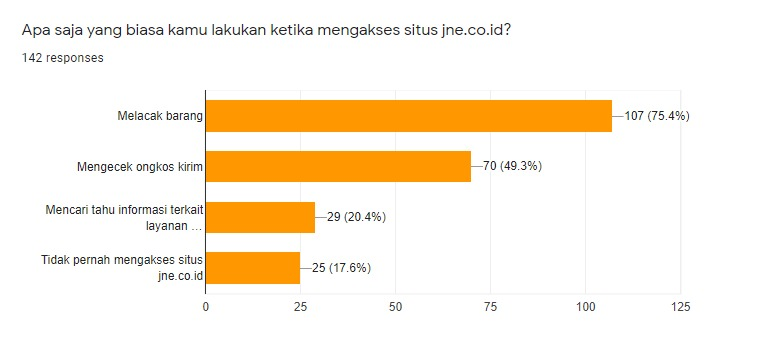 Apa saja yang biasa kamu lakukan ketika mengakses situs jne.co.id?
142 responses
Melacak barang
107 (75.4%)
Mengecek ongkos kirim
70 (49.3%)
Mencari tahu informasi terkait
layanan …
29 (20.4%)
Tidak pernah mengakses situs
jne.co.id
25 (17.6%)
0 25 50 75 100 125